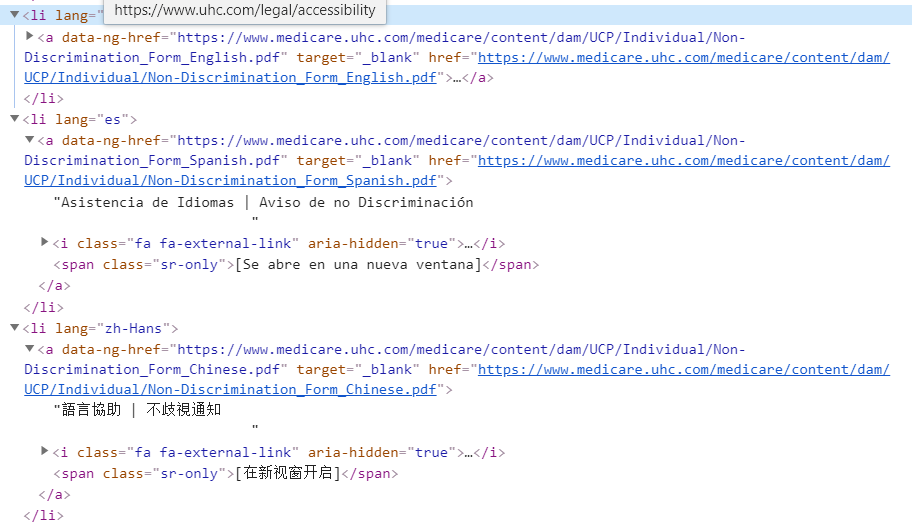 https://www.uhc.com/legal/accessibility
▼<li lang="
▶<a data-ng-href="https://www.medicare.uhc.com/medicare/content/dam/UCP/Individual/Non-
Discrimination_Form_English.pdf" target="_blank" href="https://www.medicare.uhc.com/medicare/content/dam/
UCP/Individual/Non-Discrimination_Form_English.pdf">…</a>
</li>
▼<li lang="es">
▼<a data-ng-href="https://www.medicare.uhc.com/medicare/content/dam/UCP/Individual/Non-
Discrimination_Form_Spanish.pdf" target="_blank" href="https://www.medicare.uhc.com/medicare/content/dam/
UCP/Individual/Non-Discrimination_Form_Spanish.pdf">
"Asistencia de Idiomas | Aviso de no Discriminación
"
▶<i class="fa fa-external-link" aria-hidden="true">…</i>
<span class="sr-only">[Se abre en una nueva ventana]</span>
</a>
</li>
▼<li lang="zh-Hans">
▼<a data-ng-href="https://www.medicare.uhc.com/medicare/content/dam/UCP/Individual/Non-
Discrimination_Form_Chinese.pdf" target="_blank" href="https://www.medicare.uhc.com/medicare/content/dam/
UCP/Individual/Non-Discrimination_Form_Chinese.pdf">
"語言協助 | 不歧視通知
"
▶<i class="fa fa-external-link" aria-hidden="true">…</i>
<span class="sr-only">[在新视窗开启]</span>
</a>
</li>